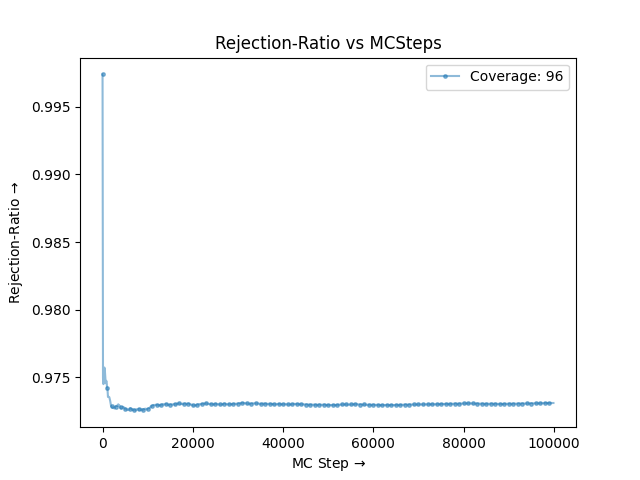 Rejection-Ratio vs MCSteps
Coverage: 96
Rejection-Ratio →
0.995
0.990
0.985
0.980
0.975
0 20000 40000 60000 80000 100000
MC Step →